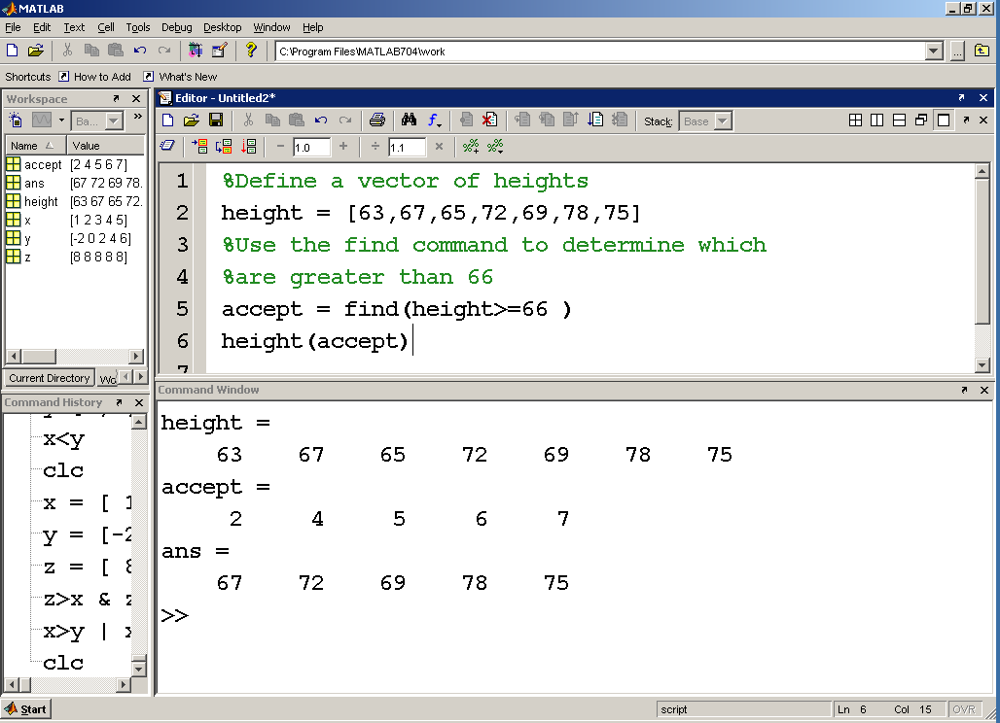 MATLAB
File Edit Text Cell Tools Debug Desktop Window Help
C:\Program Files\MATLAB704\work
Shortcuts How to Add What's New
Workspace
Ba...
Name Value
accept [2 4 5 6 7]
ans [67 72 69 78.
height [63 67 65 72.
x [1 2 3 4 5]
y [-2 0 2 4 6]
z [8 8 8 8 8]
Current Directory Wo
Command History
x<y
clc
x = [ 1
y = [-2
z = [ 8
z>x & z
x>y | x
clc
Editor - Untitled2*
Stack: Base
− 1.0 + ÷ 1.1 ×
1 %Define a vector of heights
2 height = [63,67,65,72,69,78,75]
3 %Use the find command to determine which
4 %are greater than 66
5 accept = find(height>=66 )
6 height(accept)
7
Command Window
height =
63 67 65 72 69 78 75
accept =
2 4 5 6 7
ans =
67 72 69 78 75
>>
Start script Ln 6 Col 15 OVR